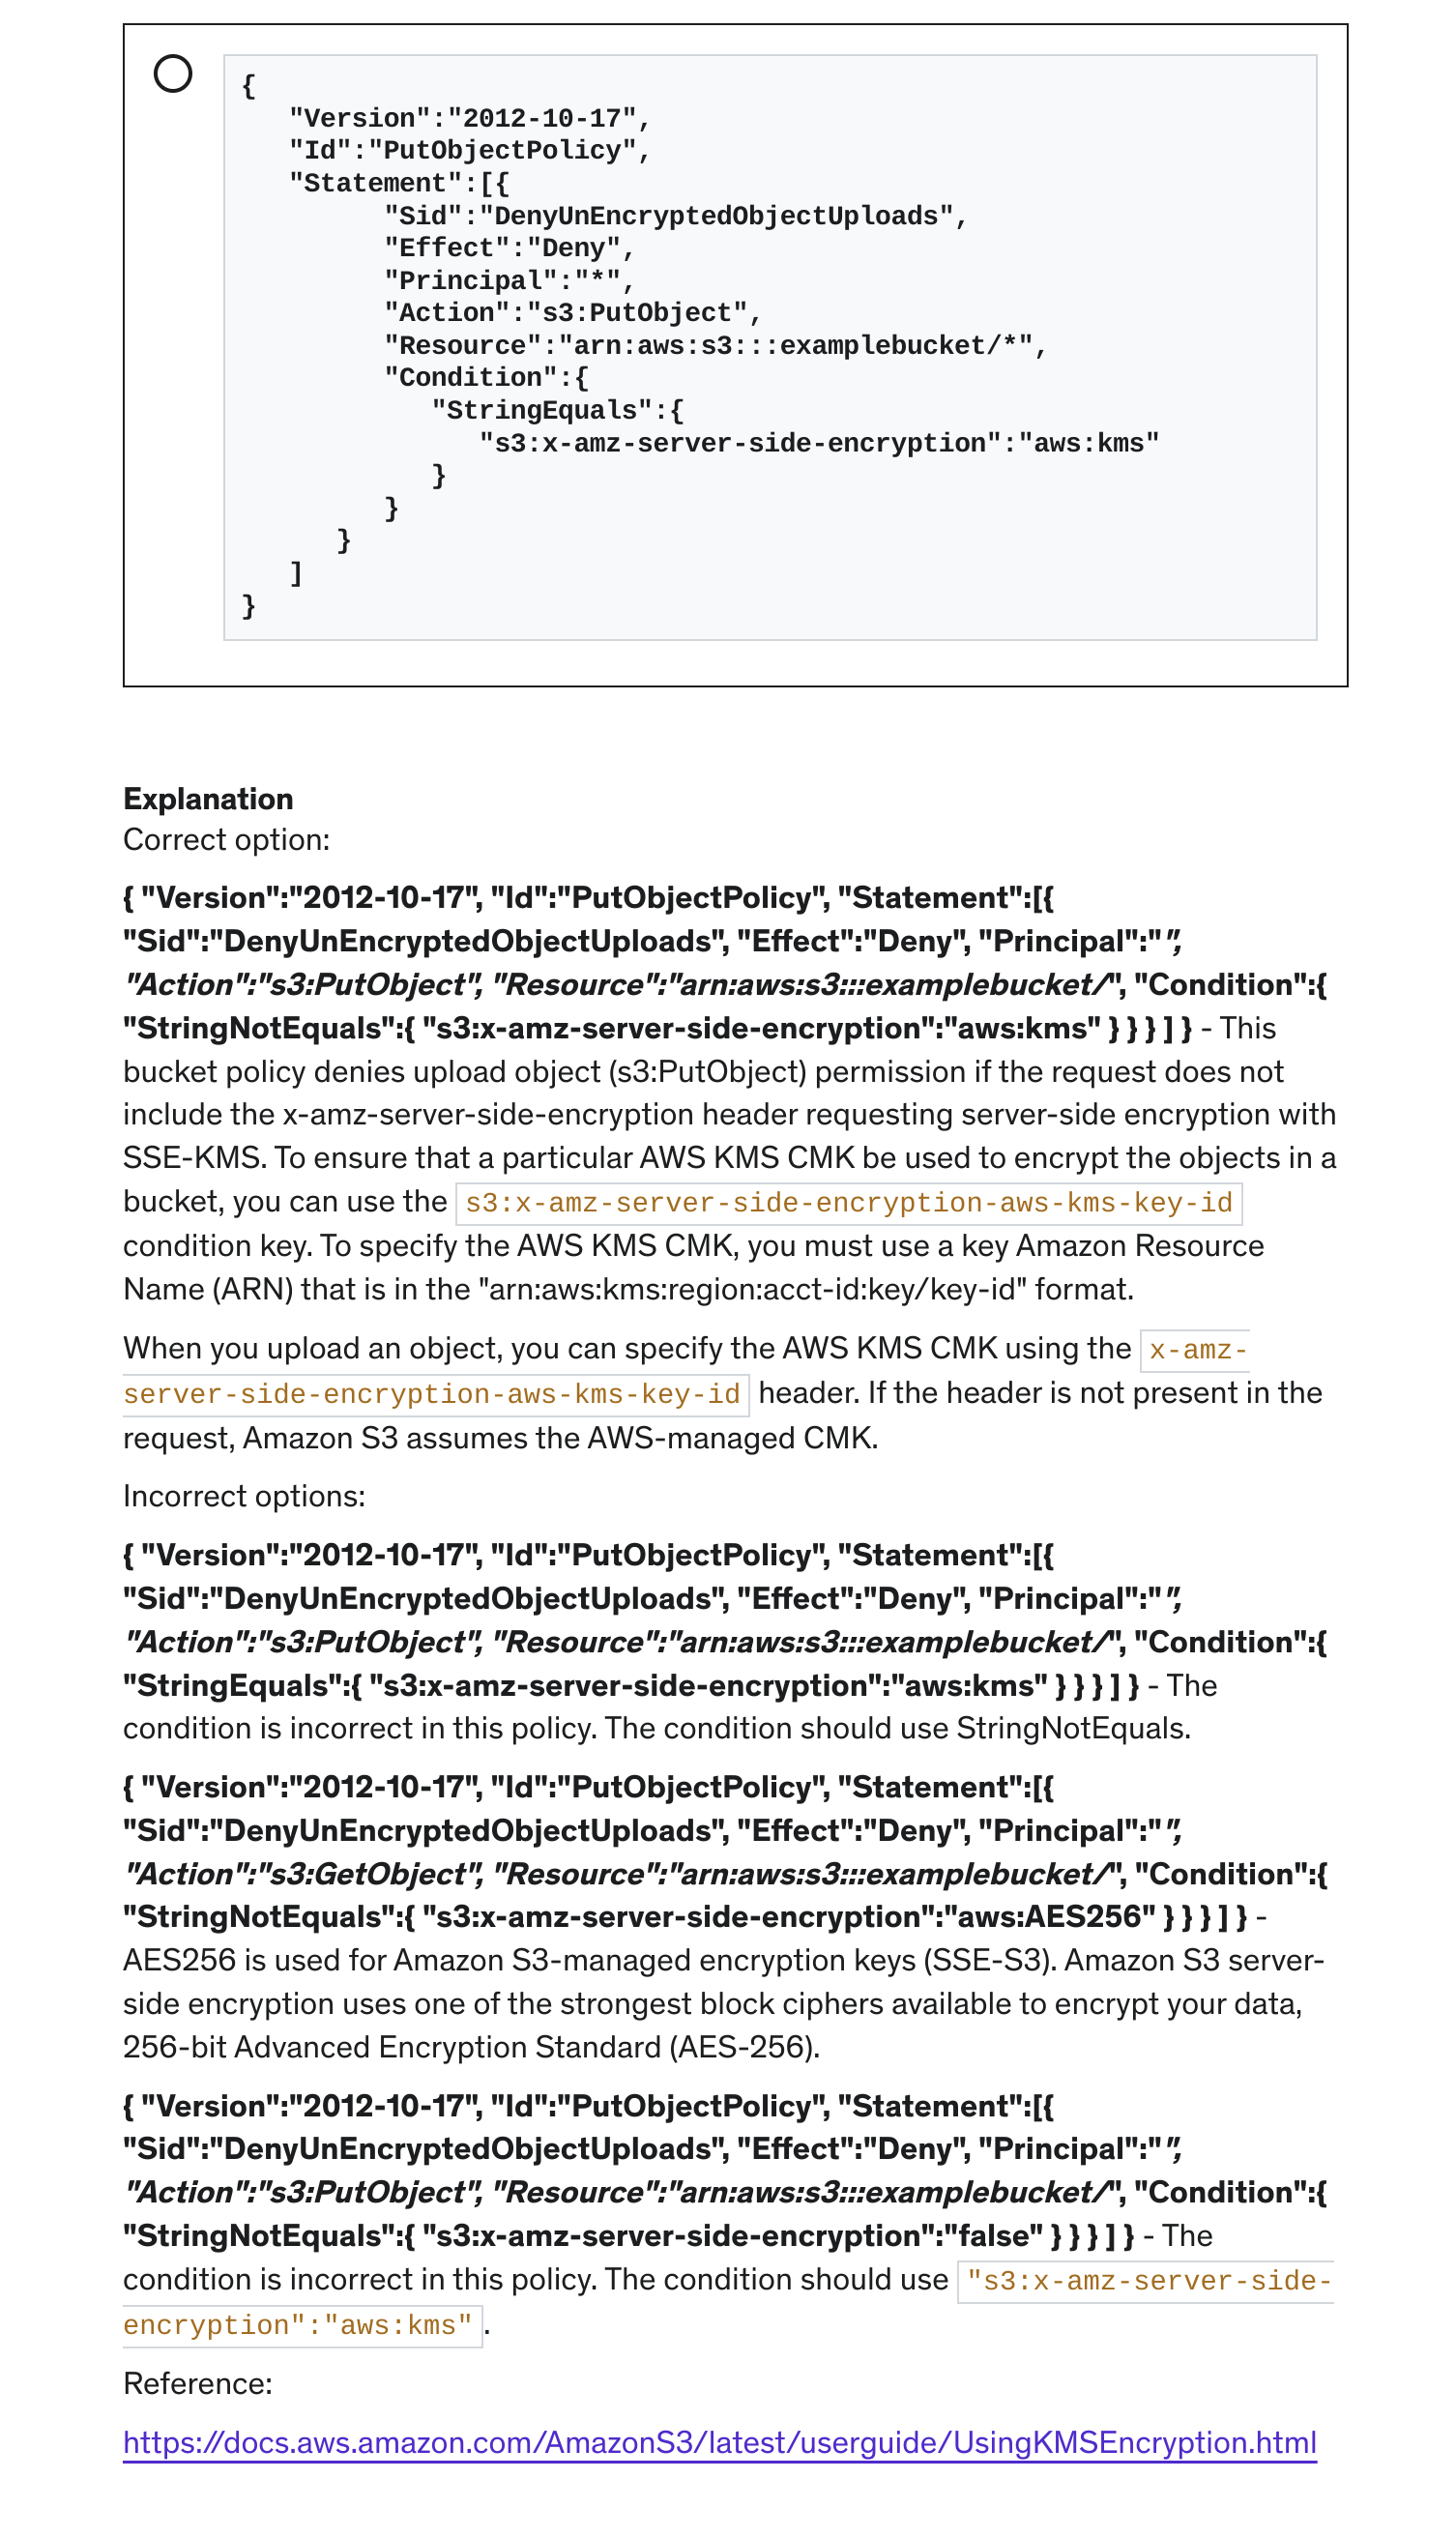 {
   "Version":"2012-10-17",
   "Id":"PutObjectPolicy",
   "Statement":[{
         "Sid":"DenyUnEncryptedObjectUploads",
         "Effect":"Deny",
         "Principal":"*",
         "Action":"s3:PutObject",
         "Resource":"arn:aws:s3:::examplebucket/*",
         "Condition":{
            "StringEquals":{
               "s3:x-amz-server-side-encryption":"aws:kms"
            }
         }
      }
   ]
}
Explanation
Correct option:
{ "Version":"2012-10-17", "Id":"PutObjectPolicy", "Statement":[{
"Sid":"DenyUnEncryptedObjectUploads", "Effect":"Deny", "Principal":"",
"Action":"s3:PutObject", "Resource":"arn:aws:s3:::examplebucket/", "Condition":{
"StringNotEquals":{ "s3:x-amz-server-side-encryption":"aws:kms" } } } ] } - This
bucket policy denies upload object (s3:PutObject) permission if the request does not
include the x-amz-server-side-encryption header requesting server-side encryption with
SSE-KMS. To ensure that a particular AWS KMS CMK be used to encrypt the objects in a
bucket, you can use the s3:x-amz-server-side-encryption-aws-kms-key-id
condition key. To specify the AWS KMS CMK, you must use a key Amazon Resource
Name (ARN) that is in the "arn:aws:kms:region:acct-id:key/key-id" format.
When you upload an object, you can specify the AWS KMS CMK using the x-amz-
server-side-encryption-aws-kms-key-id header. If the header is not present in the
request, Amazon S3 assumes the AWS-managed CMK.
Incorrect options:
{ "Version":"2012-10-17", "Id":"PutObjectPolicy", "Statement":[{
"Sid":"DenyUnEncryptedObjectUploads", "Effect":"Deny", "Principal":"",
"Action":"s3:PutObject", "Resource":"arn:aws:s3:::examplebucket/", "Condition":{
"StringEquals":{ "s3:x-amz-server-side-encryption":"aws:kms" } } } ] } - The
condition is incorrect in this policy. The condition should use StringNotEquals.
{ "Version":"2012-10-17", "Id":"PutObjectPolicy", "Statement":[{
"Sid":"DenyUnEncryptedObjectUploads", "Effect":"Deny", "Principal":"",
"Action":"s3:GetObject", "Resource":"arn:aws:s3:::examplebucket/", "Condition":{
"StringNotEquals":{ "s3:x-amz-server-side-encryption":"aws:AES256" } } } ] } -
AES256 is used for Amazon S3-managed encryption keys (SSE-S3). Amazon S3 server-
side encryption uses one of the strongest block ciphers available to encrypt your data,
256-bit Advanced Encryption Standard (AES-256).
{ "Version":"2012-10-17", "Id":"PutObjectPolicy", "Statement":[{
"Sid":"DenyUnEncryptedObjectUploads", "Effect":"Deny", "Principal":"",
"Action":"s3:PutObject", "Resource":"arn:aws:s3:::examplebucket/", "Condition":{
"StringNotEquals":{ "s3:x-amz-server-side-encryption":"false" } } } ] } - The
condition is incorrect in this policy. The condition should use "s3:x-amz-server-side-
encryption":"aws:kms" .
Reference:
https://docs.aws.amazon.com/AmazonS3/latest/userguide/UsingKMSEncryption.html